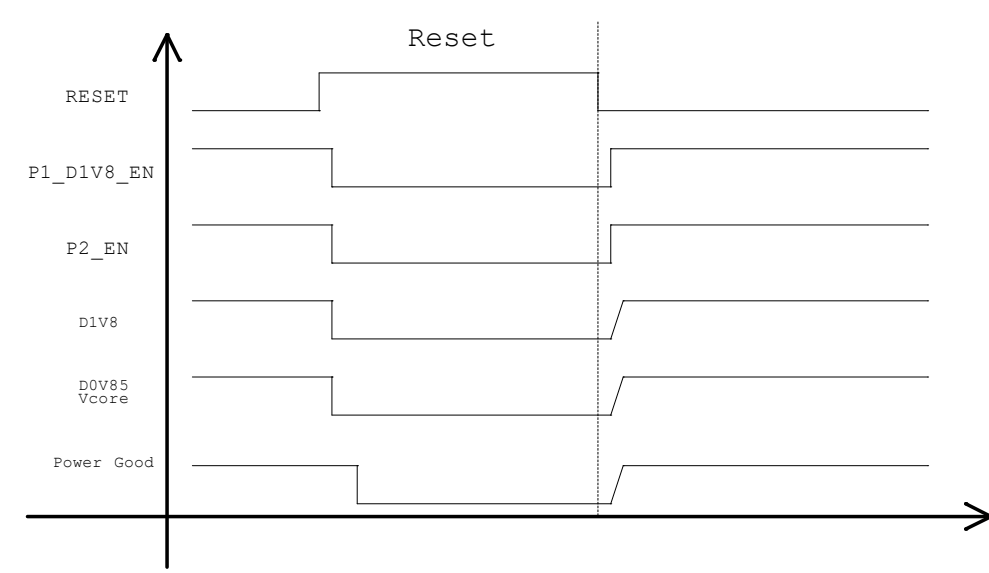 Reset
RESET
P1_D1V8_EN
P2_EN
D1V8
D0V85
Vcore
Power Good